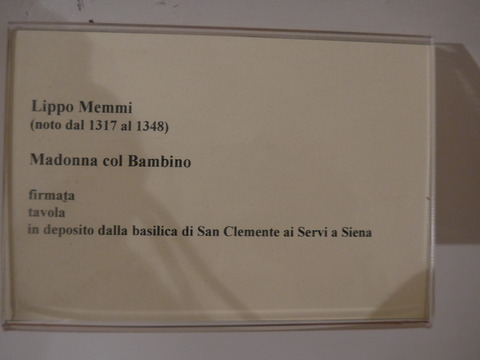 Lippo Memmi
(noto dal 1317 al 1348)
Madonna col Bambino
firmata
tavola
in deposito dalla basilica di San Clemente ai Servi a Siena